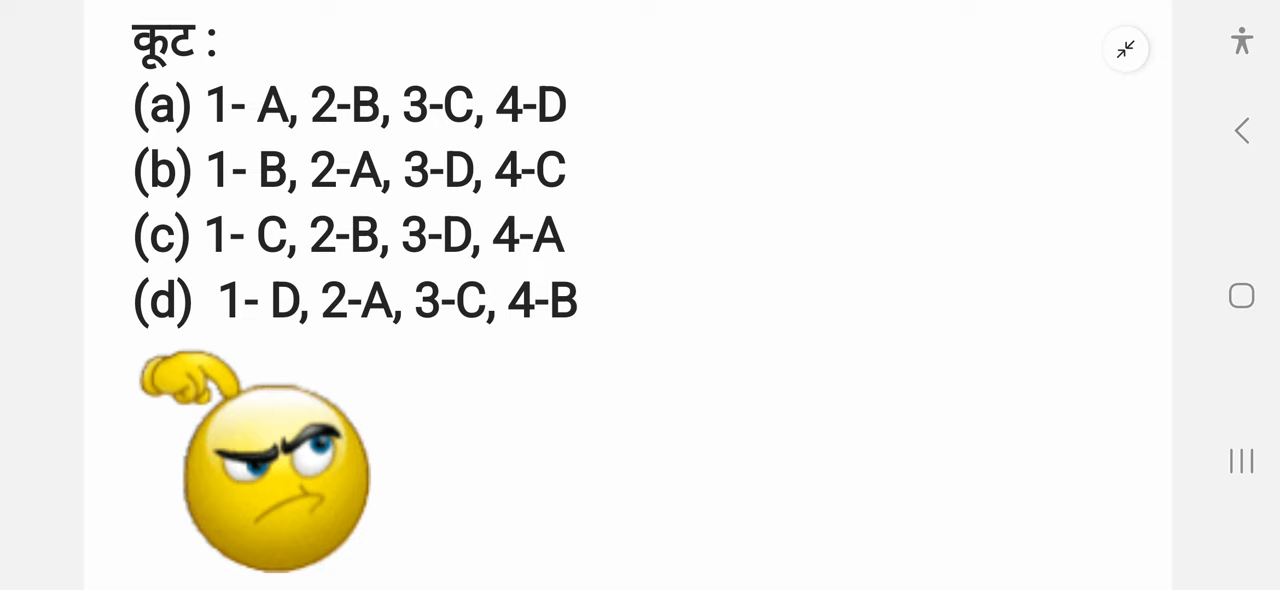 कूट :
(a) 1- A, 2-B, 3-C, 4-D
(b) 1- B, 2-A, 3-D, 4-C
(c) 1- C, 2-B, 3-D, 4-A
(d) 1- D, 2-A, 3-C, 4-B